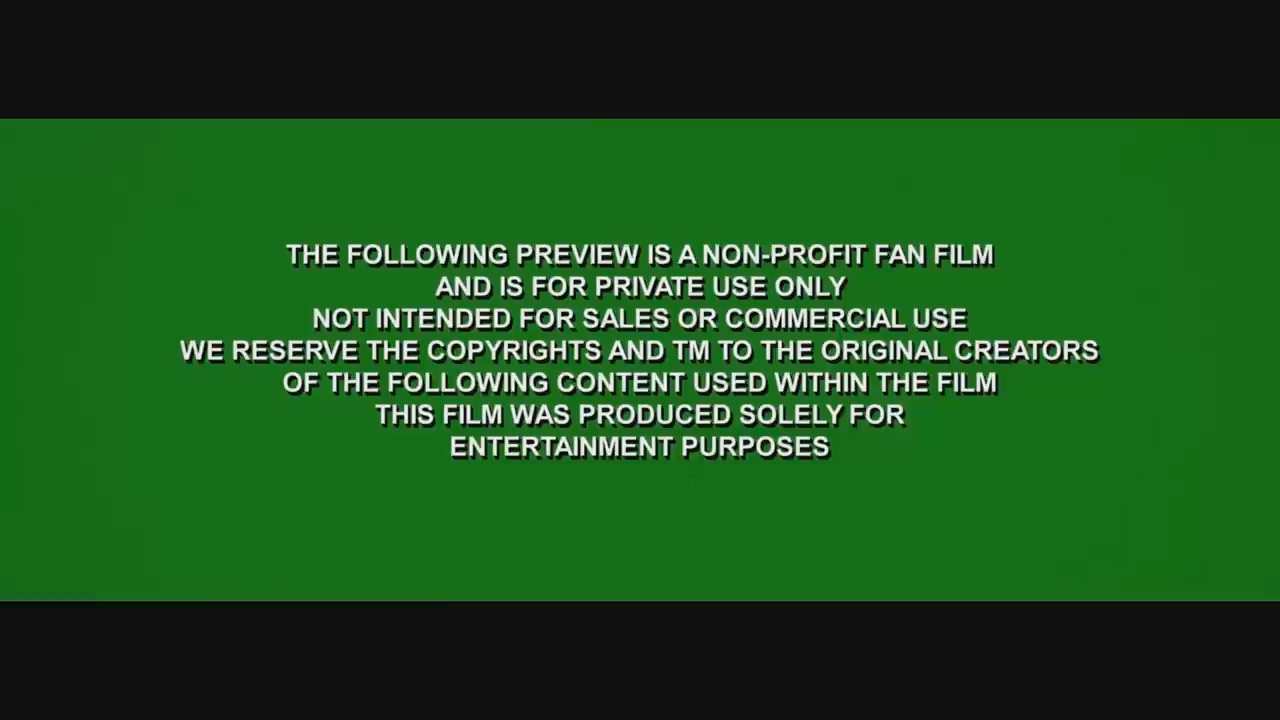 THE FOLLOWING PREVIEW IS A NON-PROFIT FAN FILM
AND IS FOR PRIVATE USE ONLY
NOT INTENDED FOR SALES OR COMMERCIAL USE
WE RESERVE THE COPYRIGHTS AND TM TO THE ORIGINAL CREATORS
OF THE FOLLOWING CONTENT USED WITHIN THE FILM
THIS FILM WAS PRODUCED SOLELY FOR
ENTERTAINMENT PURPOSES